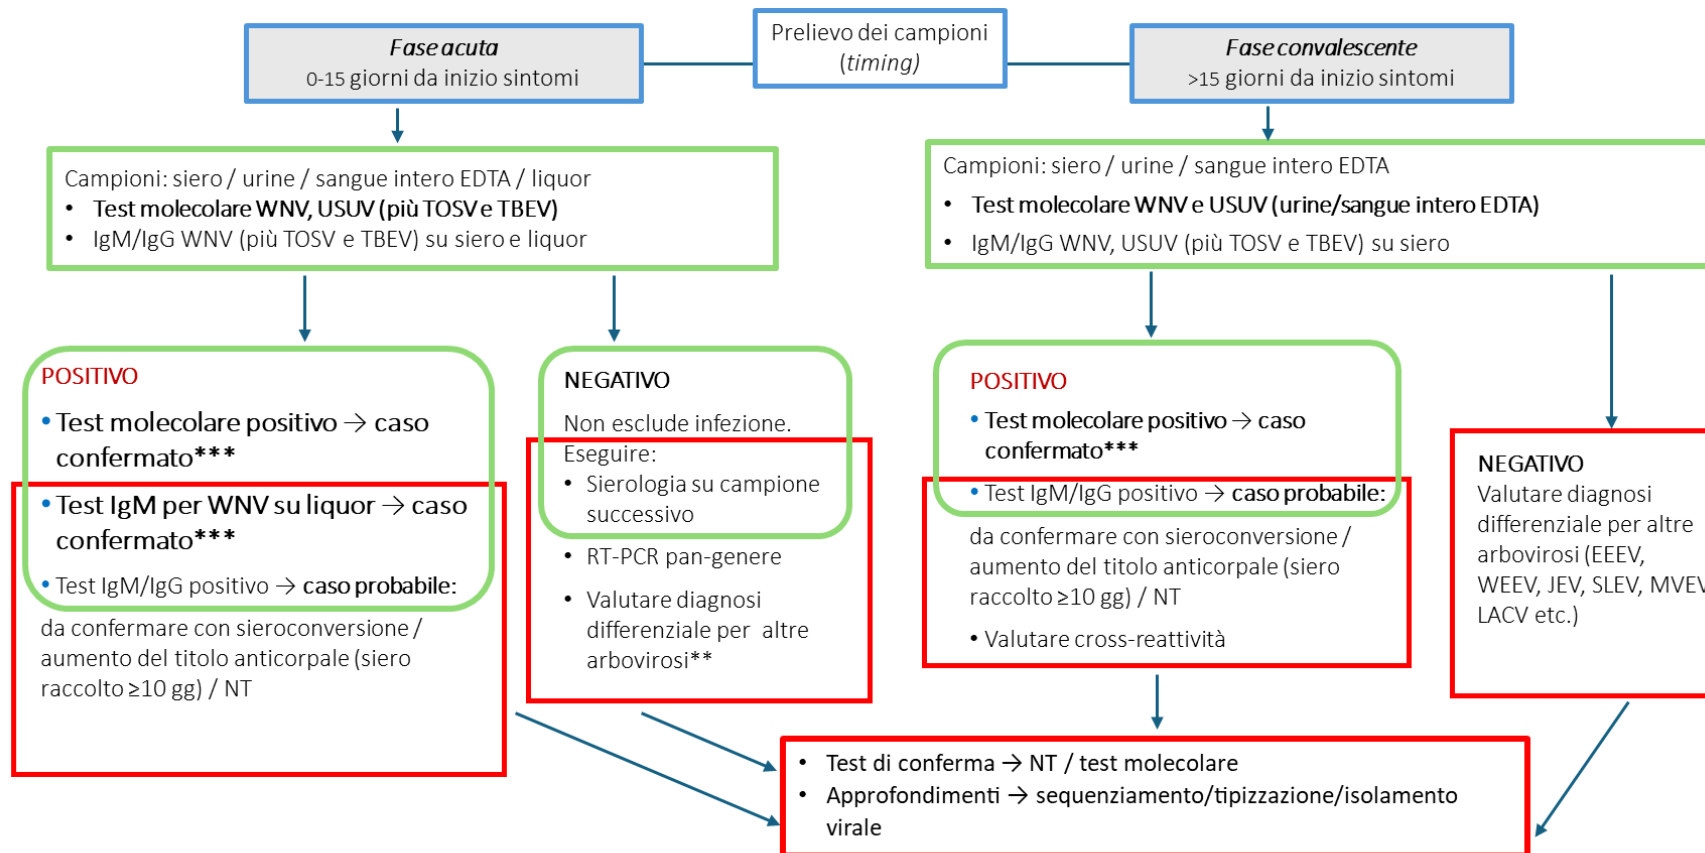 Prelievo dei campioni
(timing)
Fase acuta
0-15 giorni da inizio sintomi
Fase convalescente
>15 giorni da inizio sintomi
Campioni: siero / urine / sangue intero EDTA / liquor
• Test molecolare WNV, USUV (più TOSV e TBEV)
• IgM/IgG WNV (più TOSV e TBEV) su siero e liquor
Campioni: siero / urine / sangue intero EDTA
• Test molecolare WNV e USUV (urine/sangue intero EDTA)
• IgM/IgG WNV, USUV (più TOSV e TBEV) su siero
POSITIVO
• Test molecolare positivo → caso
confermato***
• Test IgM per WNV su liquor → caso
confermato***
• Test IgM/IgG positivo → caso probabile:
da confermare con sieroconversione /
aumento del titolo anticorpale (siero
raccolto ≥10 gg) / NT
NEGATIVO
Non esclude infezione.
Eseguire:
• Sierologia su campione
successivo
• RT-PCR pan-genere
• Valutare diagnosi
differenziale per altre
arbovirosi**
POSITIVO
• Test molecolare positivo → caso
confermato***
• Test IgM/IgG positivo → caso probabile:
da confermare con sieroconversione /
aumento del titolo anticorpale (siero
raccolto ≥10 gg) / NT
• Valutare cross-reattività
NEGATIVO
Valutare diagnosi
differenziale per altre
arbovirosi (EEEV,
WEEV, JEV, SLEV, MVEV
LACV etc.)
• Test di conferma → NT / test molecolare
• Approfondimenti → sequenziamento/tipizzazione/isolamento
virale